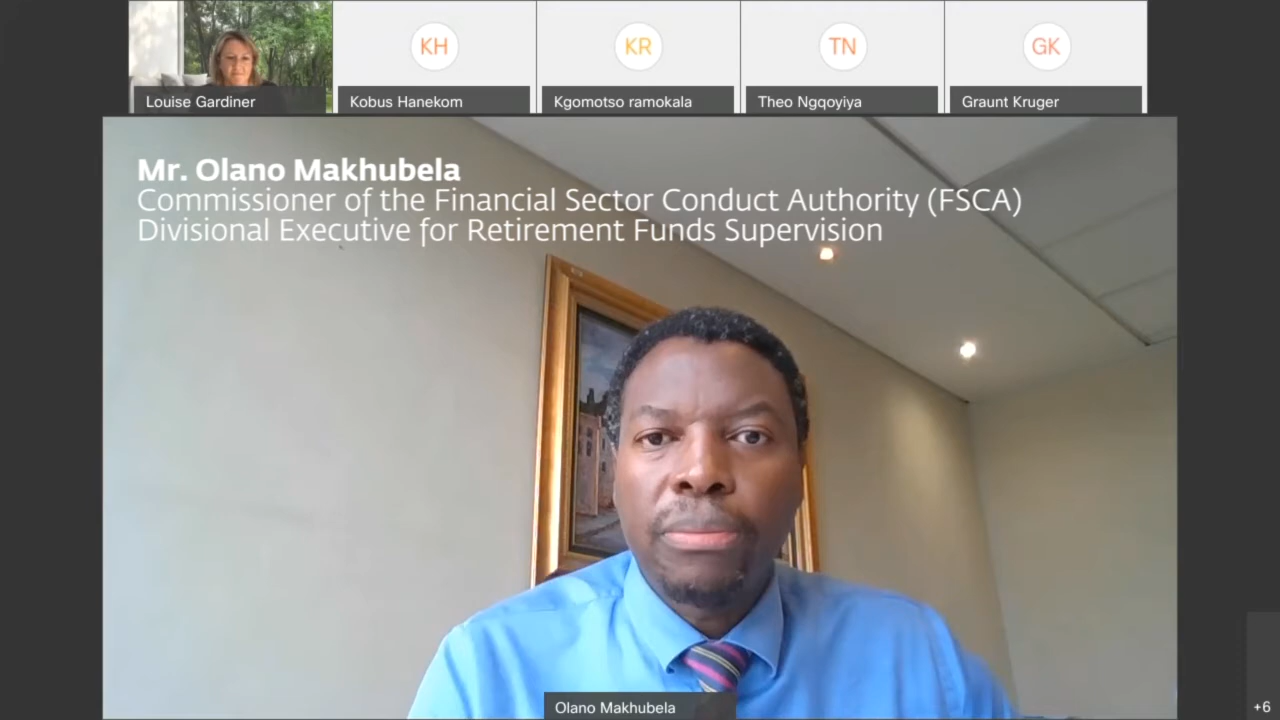 KH
KR
TN
GK
Louise Gardiner
Kobus Hanekom
Kgomotso ramokala
Theo Ngqoyiya
Graunt Kruger
Mr. Olano Makhubela
Commissioner of the Financial Sector Conduct Authority (FSCA)
Divisional Executive for Retirement Funds Supervision
Olano Makhubela
+6